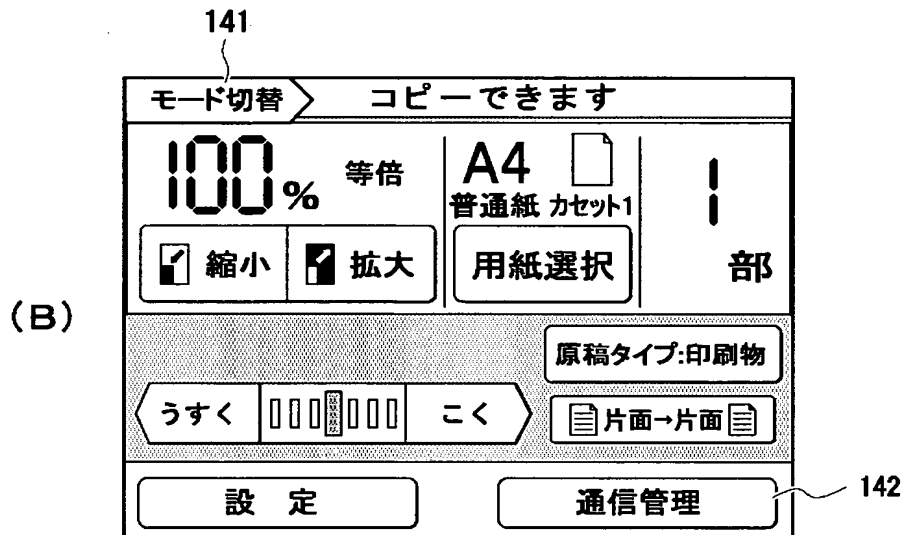 141
モード切替 コピーできます
100% 等倍 A4 1
普通紙 カセット1
縮小 拡大 用紙選択 部
(B)
原稿タイプ:印刷物
うすく こく 片面→片面
設 定 通信管理 142